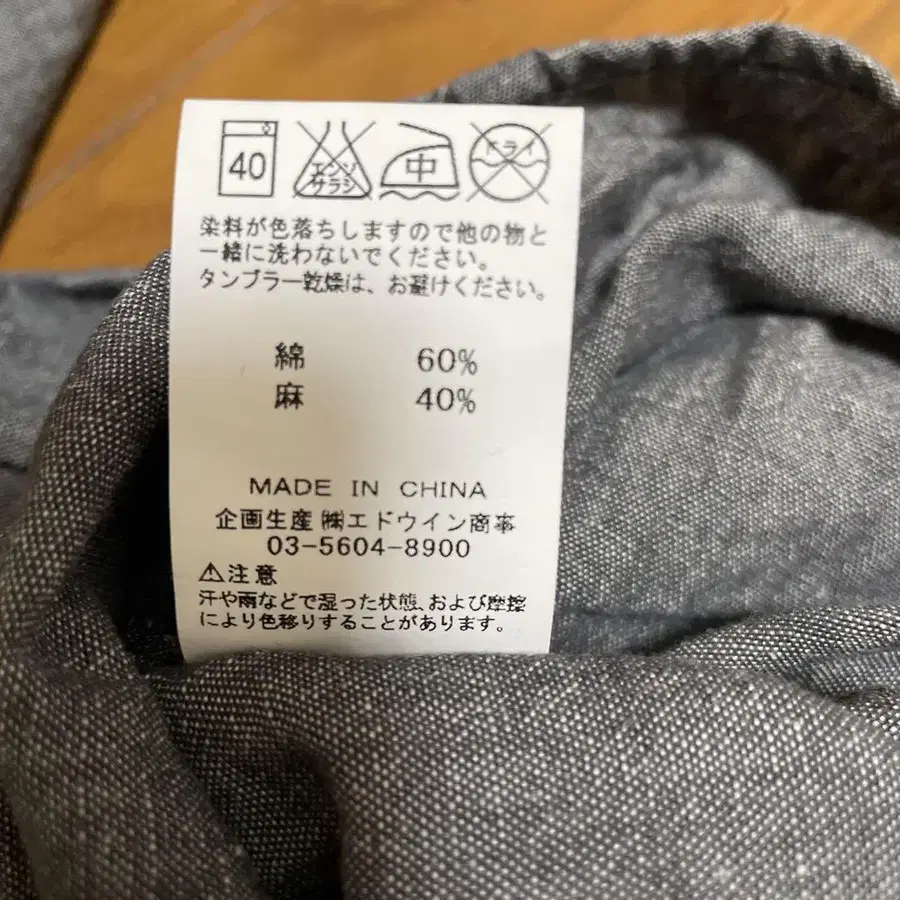 40 エンソ サラシ 中 ドライ
染料が色落ちしますので他の物と
一緒に洗わないでください。
タンブラー乾燥は、お避けください。
綿 60%
麻 40%
MADE IN CHINA
企画生産 ㈱エドウイン商事
03-5604-8900
⚠注意
汗や雨などで湿った状態、および摩擦
により色移りすることがあります。